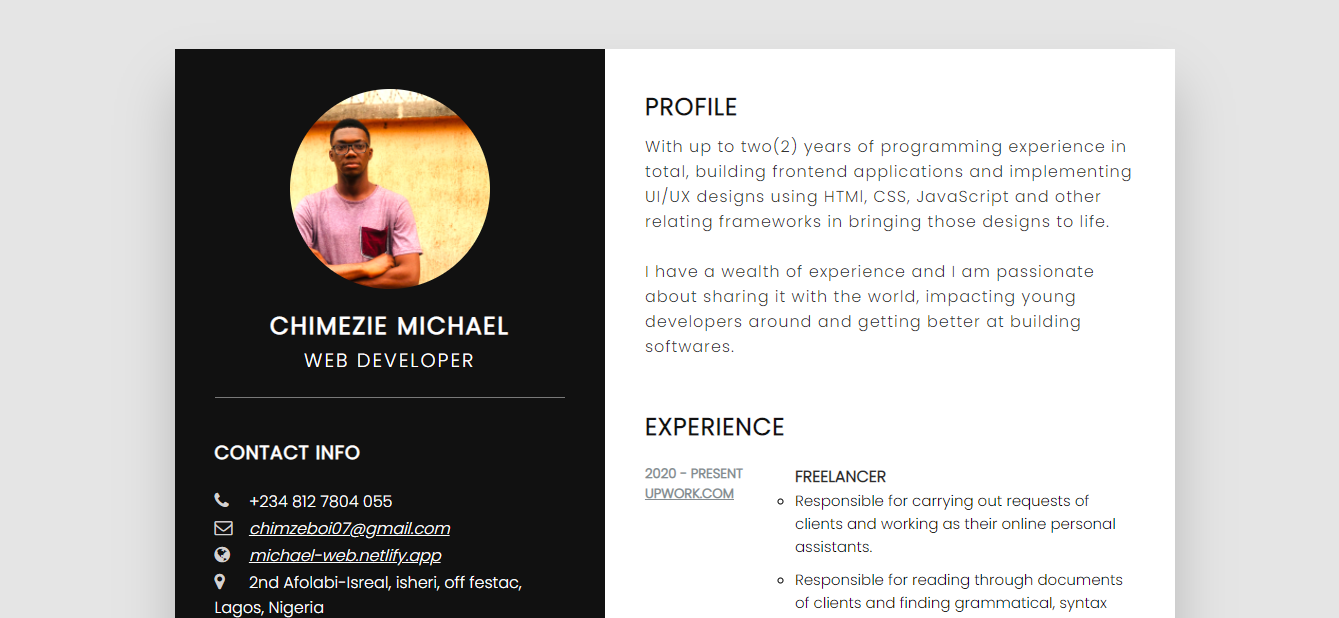 CHIMEZIE MICHAEL
WEB DEVELOPER
CONTACT INFO
+234 812 7804 055
chimzeboi07@gmail.com
michael-web.netlify.app
2nd Afolabi-Isreal, isheri, off festac,
Lagos, Nigeria
PROFILE
With up to two(2) years of programming experience in
total, building frontend applications and implementing
UI/UX designs using HTMl, CSS, JavaScript and other
relating frameworks in bringing those designs to life.
I have a wealth of experience and I am passionate
about sharing it with the world, impacting young
developers around and getting better at building
softwares.
EXPERIENCE
2020 - PRESENT
UPWORK.COM
FREELANCER
Responsible for carrying out requests of
clients and working as their online personal
assistants.
Responsible for reading through documents
of clients and finding grammatical, syntax